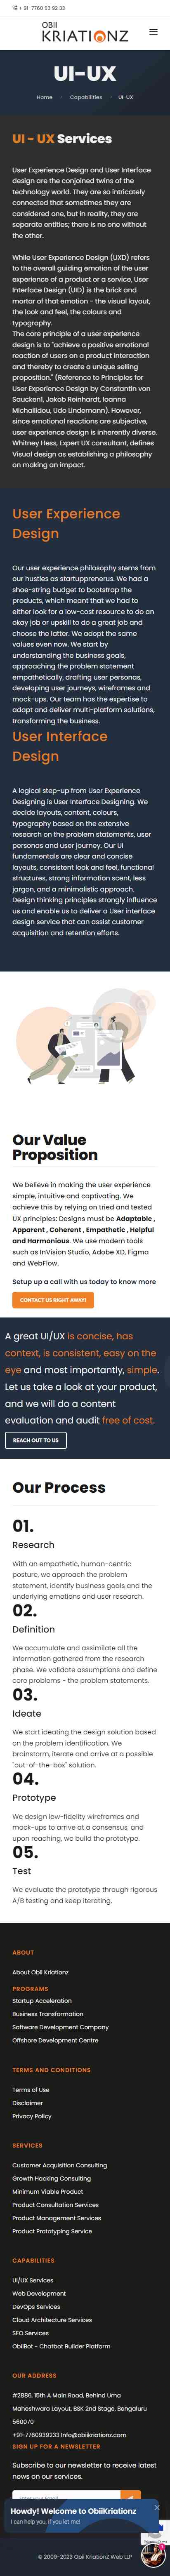 + 91-7760 93 92 33
OBII
KRIATIONZ
UI-UX
Home
Capabilities
UI-UX
UI - UX Services
User Experience Design and User Interface
design are the conjoined twins of the
technology world. They are so intricately
connected that sometimes they are
considered one, but in reality, they are
separate entities; there is no one without
the other.
While User Experience Design (UXD) refers
to the overall guiding emotion of the user
experience of a product or a service, User
Interface Design (UID) is the brick and
mortar of that emotion - the visual layout,
the look and feel, the colours and
typography.
The core principle of a user experience
design is to "achieve a positive emotional
reaction of users on a product interaction
and thereby to create a unique selling
proposition." (Reference to Principles for
User Experience Design by Constantin von
Saucken1, Jakob Reinhardt, Ioanna
Michailidou, Udo Lindemann). However,
since emotional reactions are subjective,
user experience design is inherently diverse.
Whitney Hess, Expert UX consultant, defines
Visual design as establishing a philosophy
on making an impact.
User Experience
Design
Our user experience philosophy stems from
our hustles as startuppreneurs. We had a
shoe-string budget to bootstrap the
products, which meant that we had to
either look for a low-cost resource to do an
okay job or upskill to do a great job and
choose the latter. We adopt the same
values even now. We start by
understanding the business goals,
approaching the problem statement
empathetically, drafting user personas,
developing user journeys, wireframes and
mock-ups. Our team has the expertise to
adapt and deliver multi-platform solutions,
transforming the business.
User Interface
Design
A logical step-up from User Experience
Designing is User Interface Designing. We
decide layouts, content, colours,
typography based on the extensive
research on the problem statements, user
personas and user journey. Our UI
fundamentals are clear and concise
layouts, consistent look and feel, functional
structures, strong information scent, less
jargon, and a minimalistic approach.
Design thinking principles strongly influence
us and enable us to deliver a User interface
design service that can assist customer
acquisition and retention efforts.
Our Value
Proposition
We believe in making the user experience
simple, intuitive and captivating. We
achieve this by relying on tried and tested
UX principles: Designs must be Adaptable ,
Apparent , Coherent , Empathetic , Helpful
and Harmonious. We use modern tools
such as InVision Studio, Adobe XD, Figma
and WebFlow.
Setup up a call with us today to know more
CONTACT US RIGHT AWAY!
A great UI/UX is concise, has
context, is consistent, easy on the
eye and most importantly, simple.
Let us take a look at your product,
and we will do a content
evaluation and audit free of cost.
REACH OUT TO US
Our Process
01.
Research
With an empathetic, human-centric
posture, we approach the problem
statement, identify business goals and the
underlying emotions and user research.
02.
Definition
We accumulate and assimilate all the
information gathered from the research
phase. We validate assumptions and define
core problems - the problem statements.
03.
Ideate
We start ideating the design solution based
on the problem identification. We
brainstorm, iterate and arrive at a possible
"out-of-the-box" solution.
04.
Prototype
We design low-fidelity wireframes and
mock-ups to arrive at a consensus, and
upon reaching, we build the prototype.
05.
Test
We evaluate the prototype through rigorous
A/B testing and keep iterating.
ABOUT
About Obii Kriationz
PROGRAMS
Startup Acceleration
Business Transformation
Software Development Company
Offshore Development Centre
TERMS AND CONDITIONS
Terms of Use
Disclaimer
Privacy Policy
SERVICES
Customer Acquisition Consulting
Growth Hacking Consulting
Minimum Viable Product
Product Consultation Services
Product Management Services
Product Prototyping Service
CAPABILITIES
UI/UX Services
Web Development
DevOps Services
Cloud Architecture Services
SEO Services
ObiiBot - Chatbot Builder Platform
OUR ADDRESS
#2886, 15th A Main Road, Behind Uma
Maheshwara Layout, BSK 2nd Stage, Bengaluru
560070
+91-7760939233 Info@obiikriationz.com
SIGN UP FOR A NEWSLETTER
Subscribe to our newsletter to receive latest
news on our services.
Howdy! Welcome to ObiiKriationz
I can help you, if you let me!
© 2009-2023 Obii KriationZ Web LLP